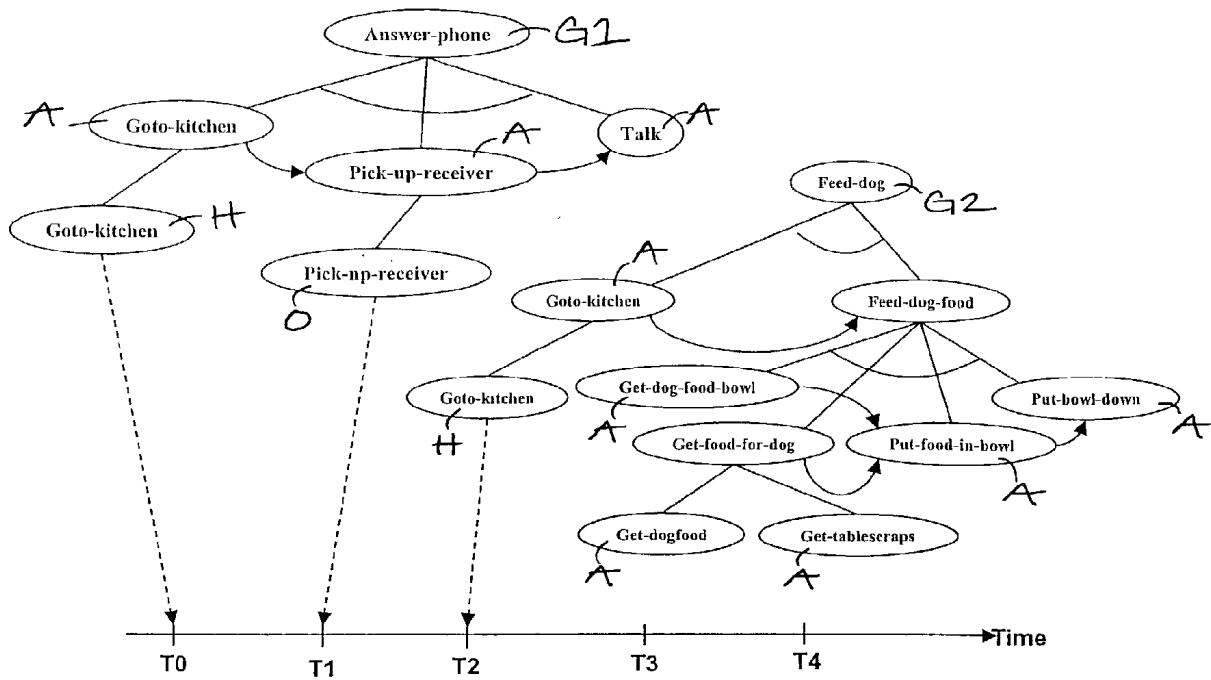 Answer-phone
G1
A
Goto-kitchen
A
Talk
A
Pick-up-receiver
Feed-dog
G2
Goto-kitchen
H
A
Pick-np-receiver
O
Goto-kitchen
Feed-dog-food
Get-dog-food-bowl
A
Goto-kitchen
H
Put-bowl-down
A
Get-food-for-dog
Put-food-in-bowl
A
Get-dogfood
A
Get-tablescraps
A
Time
T0
T1
T2
T3
T4